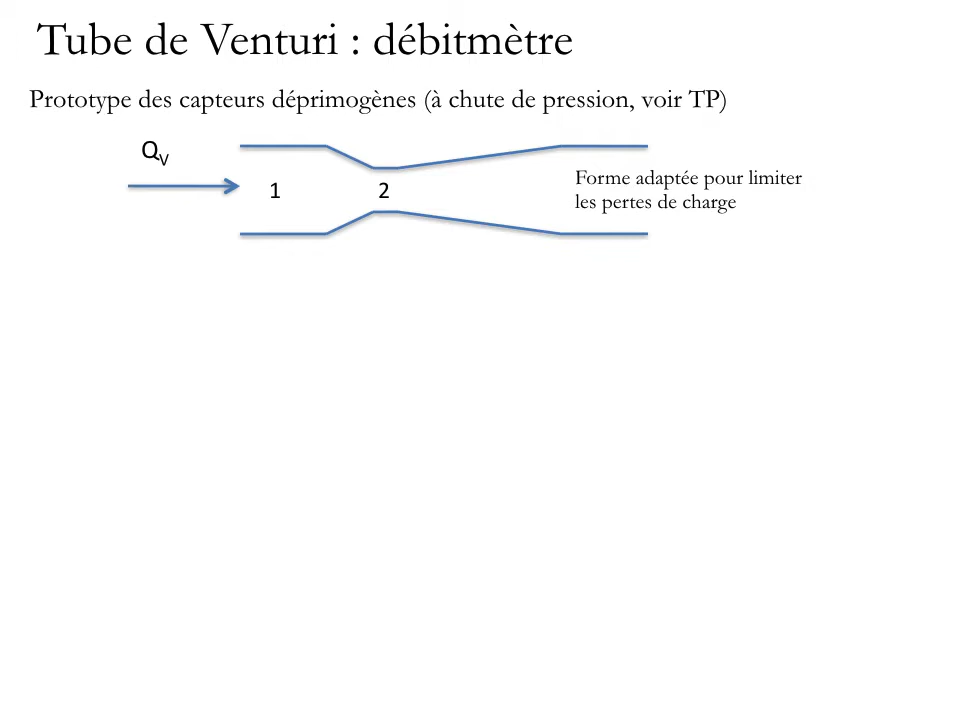 Tube de Venturi : débitmètre
Prototype des capteurs déprimogènes (à chute de pression, voir TP)
QV
1
2
Forme adaptée pour limiter
les pertes de charge